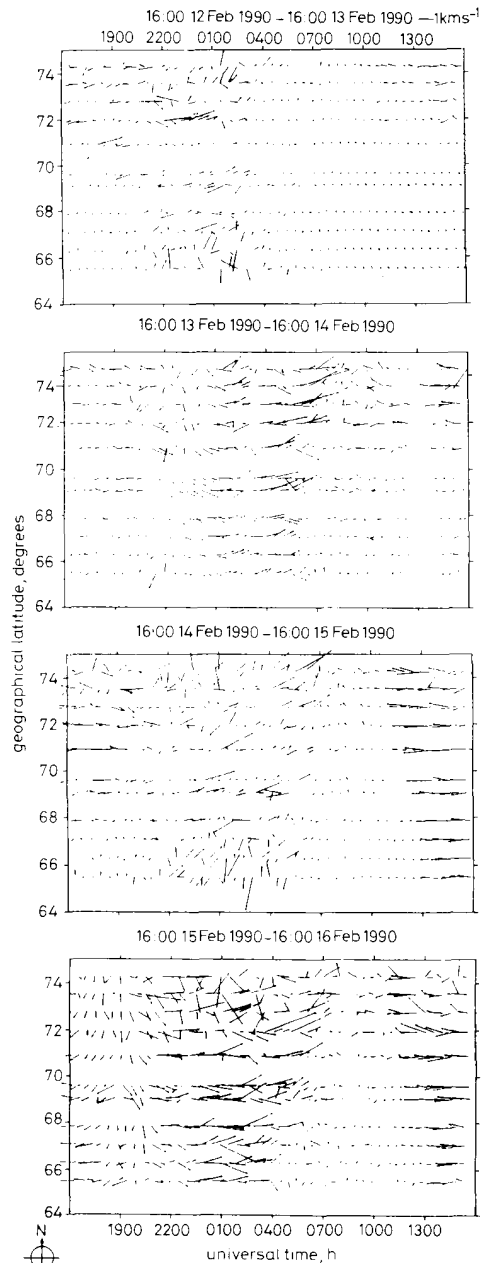 16:00 12 Feb 1990 – 16:00 13 Feb 1990 —1kms⁻¹
1900 2200 0100 0400 0700 1000 1300
74
72
70
68
66
64
16:00 13 Feb 1990–16:00 14 Feb 1990
74
72
70
68
66
64
geographical latitude, degrees
16:00 14 Feb 1990 –16:00 15 Feb 1990
74
72
70
68
66
64
16:00 15 Feb 1990–16:00 16 Feb 1990
74
72
70
68
66
64
1900 2200 0100 0400 0700 1000 1300
N
universal time, h